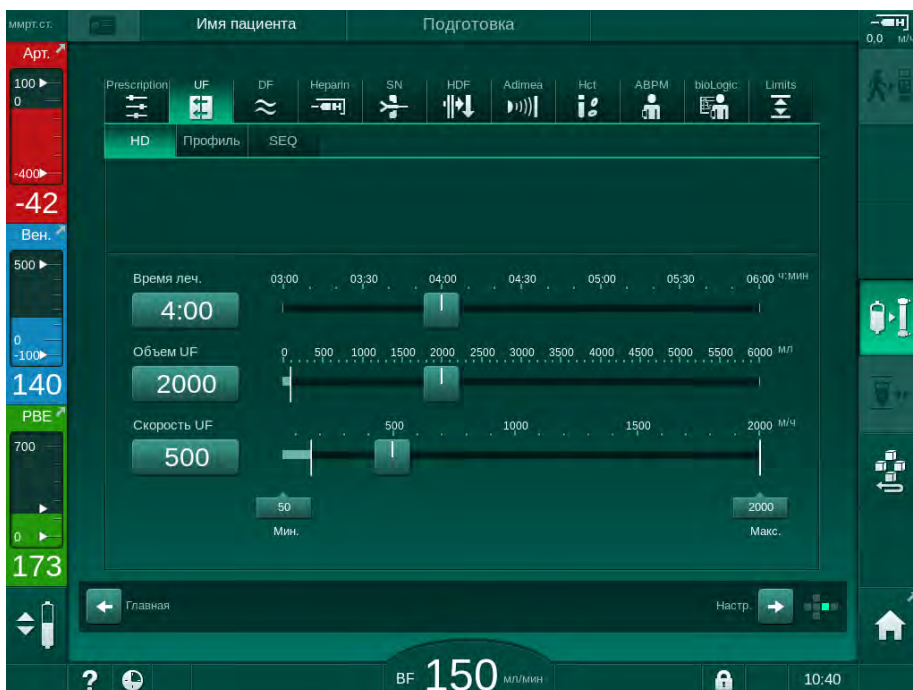 ммрт.ст. Имя пациента Подготовка
0,0 м/ч
Арт.
100
0
-400
-42
Вен.
500
0
-100
140
PBE
700
0
173
Prescription UF DF Heparin SN HDF Adimea Hct ABPM bioLogic Limits
HD Профиль SEQ
Время леч. 03:00 03:30 04:00 04:30 05:00 05:30 06:00 ч:мин
4:00
Объем UF 0 500 1000 1500 2000 2500 3000 3500 4000 4500 5000 5500 6000 мл
2000
Скорость UF 500 1000 1500 2000 м/ч
500
50 2000
Мин. Макс.
Главная Настр.
? BF 150 мл/мин 10:40